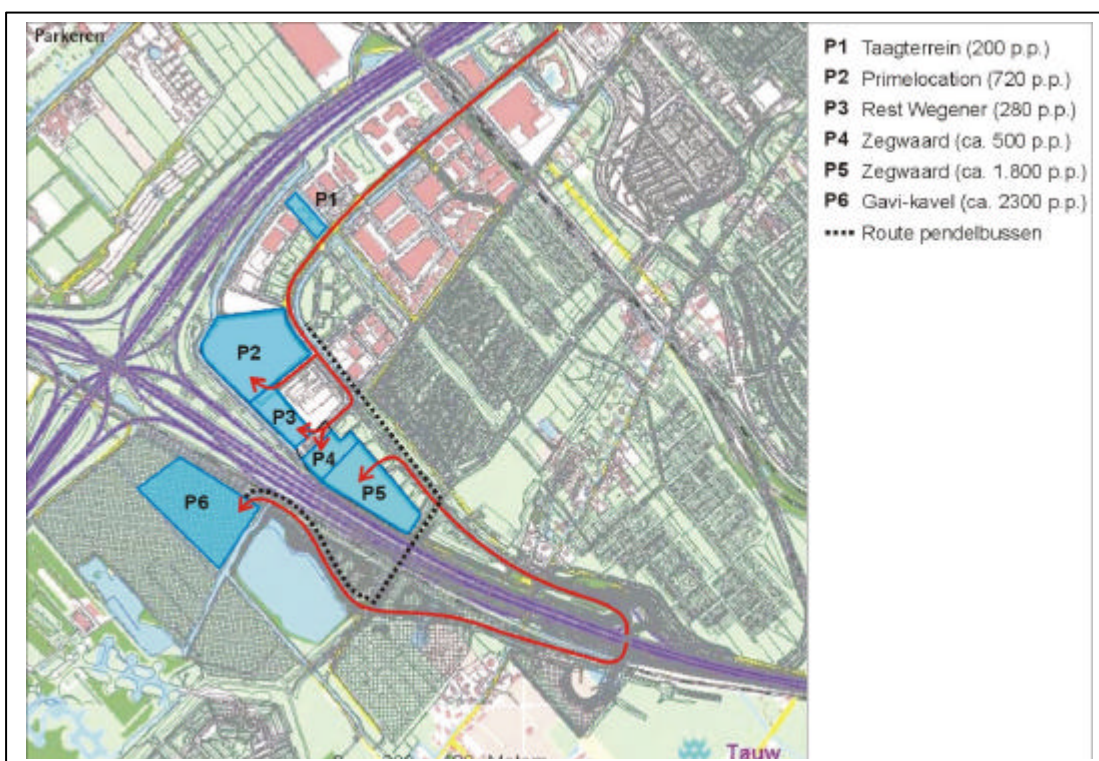 Parkeren
P1 Taagterrein (200 p.p.)
P2 Primelocation (720 p.p.)
P3 Rest Wegener (280 p.p.)
P4 Zegwaard (ca. 500 p.p.)
P5 Zegwaard (ca. 1.800 p.p.)
P6 Gavi-kavel (ca. 2300 p.p.)
Route pendelbussen
P1
P2
P3
P4
P5
P6
Meters
Tauw